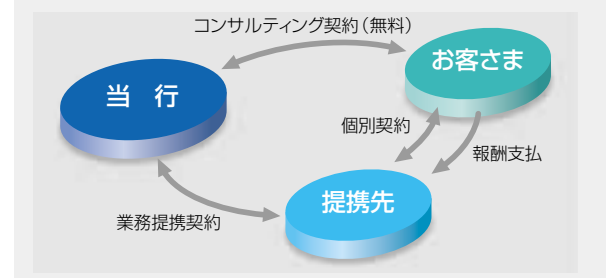 コンサルティング契約(無料)
お客さま
当 行
個別契約
報酬支払
提携先
業務提携契約